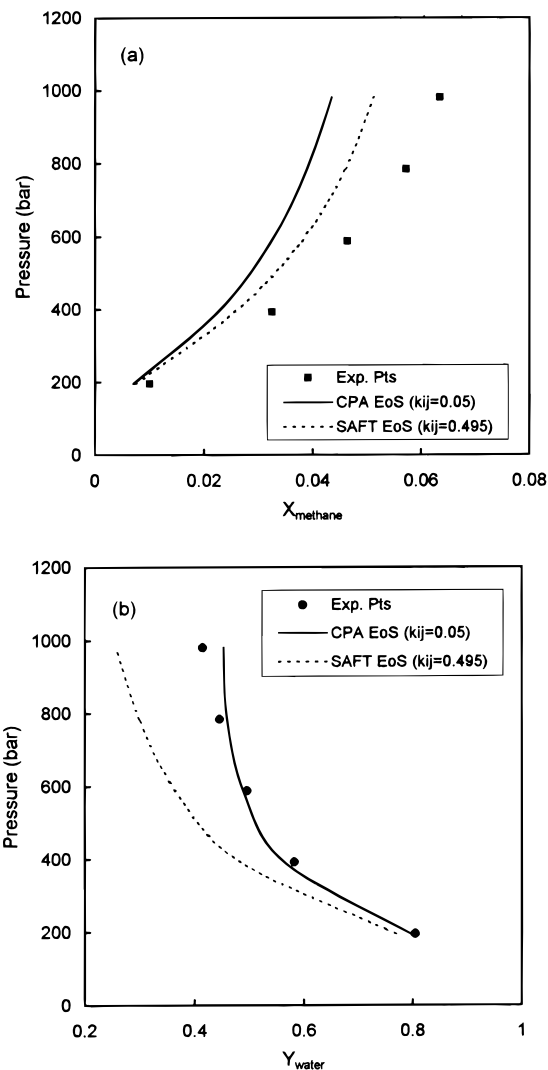 1200
(a)
1000
800
Pressure (bar)
600
400
Exp. Pts
CPA EoS (kij=0.05)
200
SAFT EoS (kij=0.495)
0
0 0.02 0.04 0.06 0.08
Xmethane
1200
(b)
Exp. Pts
1000
CPA EoS (kij=0.05)
SAFT EoS (kij=0.495)
800
Pressure (bar)
600
400
200
0
0.2 0.4 0.6 0.8 1
Ywater